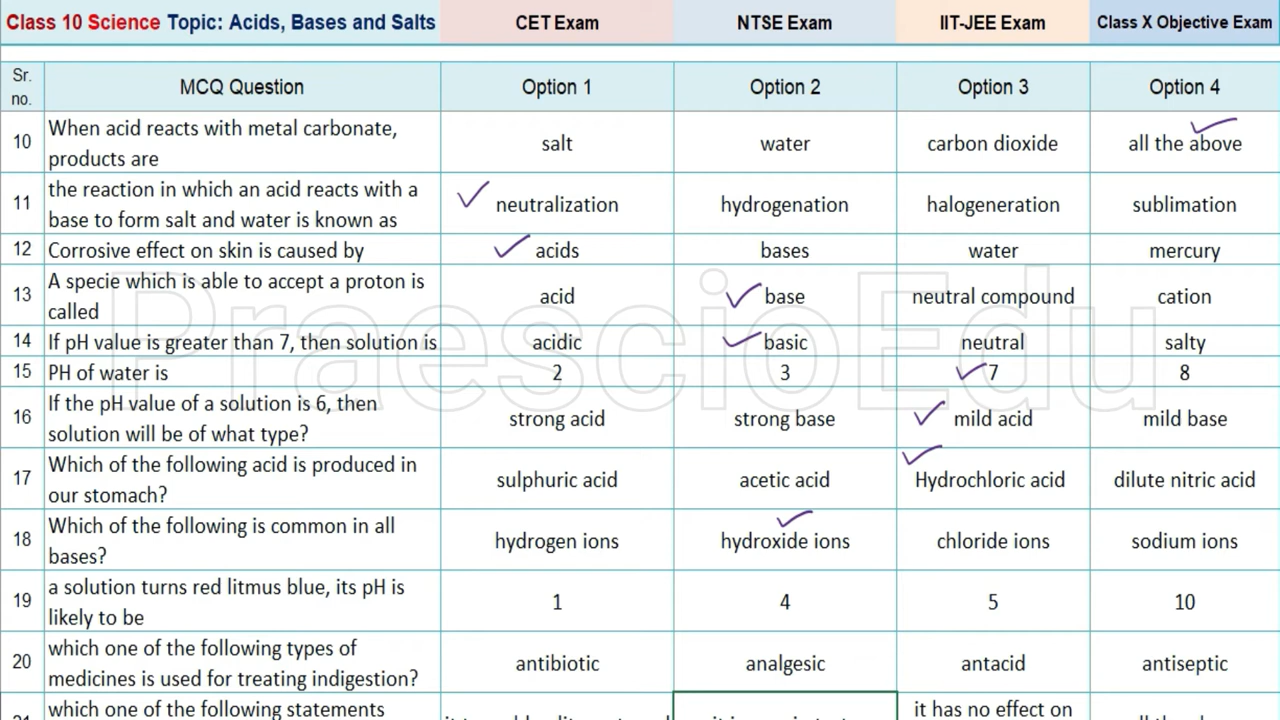 Class 10 Science Topic: Acids, Bases and Salts CET Exam NTSE Exam IIT-JEE Exam Class X Objective Exam
Sr. no. MCQ Question Option 1 Option 2 Option 3 Option 4
10 When acid reacts with metal carbonate,
products are salt water carbon dioxide all the above
11 the reaction in which an acid reacts with a
base to form salt and water is known as neutralization hydrogenation halogeneration sublimation
12 Corrosive effect on skin is caused by acids bases water mercury
13 A specie which is able to accept a proton is
called acid base neutral compound cation
14 If pH value is greater than 7, then solution is acidic basic neutral salty
15 PH of water is 2 3 7 8
16 If the pH value of a solution is 6, then
solution will be of what type? strong acid strong base mild acid mild base
17 Which of the following acid is produced in
our stomach? sulphuric acid acetic acid Hydrochloric acid dilute nitric acid
18 Which of the following is common in all
bases? hydrogen ions hydroxide ions chloride ions sodium ions
19 a solution turns red litmus blue, its pH is
likely to be 1 4 5 10
20 which one of the following types of
medicines is used for treating indigestion? antibiotic analgesic antacid antiseptic
which one of the following statements it has no effect on
PraescioEdu